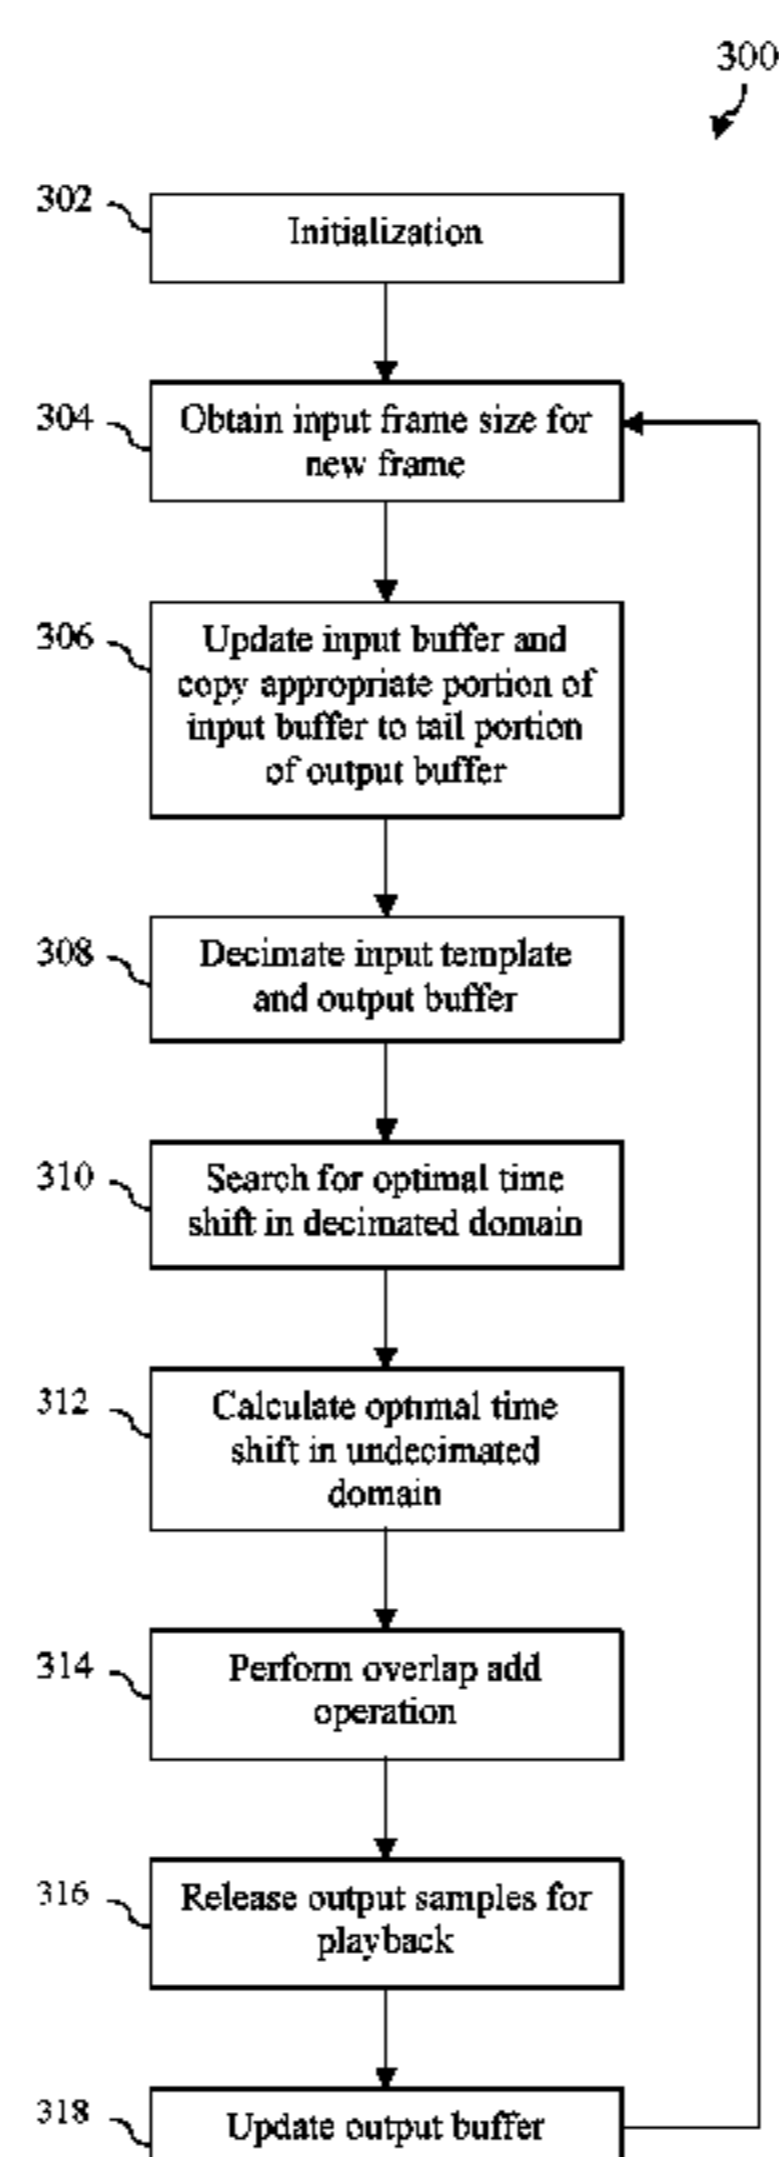 300
302
Initialization
304
Obtain input frame size for
new frame
306
Update input buffer and
copy appropriate portion of
input buffer to tail portion
of output buffer
308
Decimate input template
and output buffer
310
Search for optimal time
shift in decimated domain
312
Calculate optimal time
shift in undecimated
domain
314
Perform overlap add
operation
316
Release output samples for
playback
318
Update output buffer